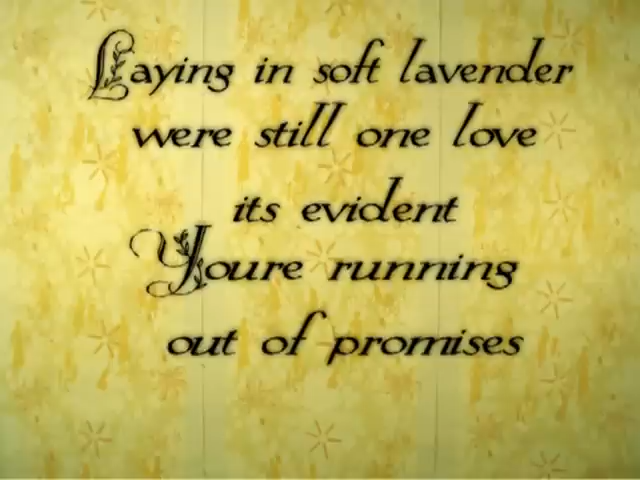 Laying in soft lavender
were still one love
its evident
Youre running
out of promises